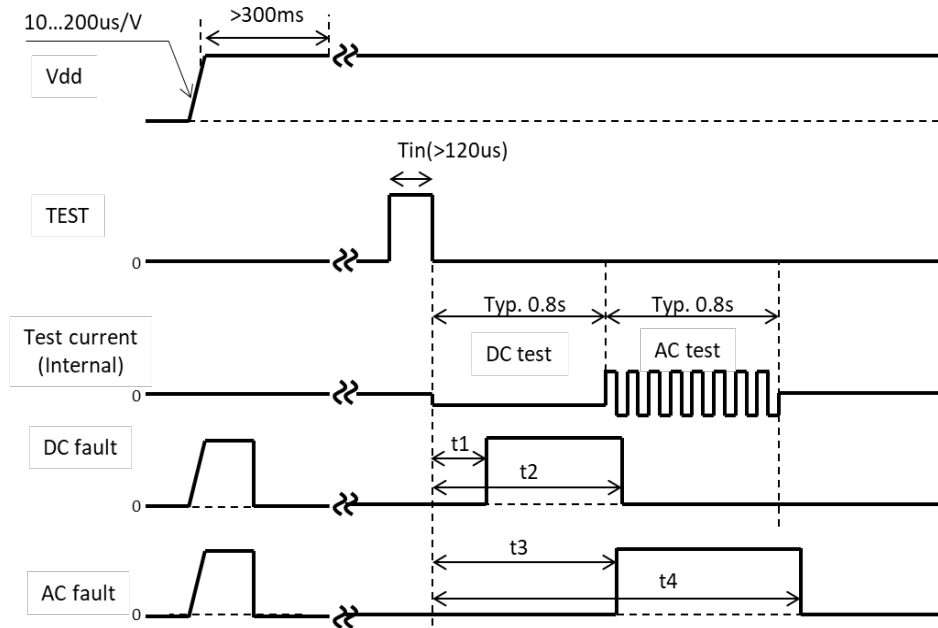 >300ms
10...200us/V
Vdd
Tin(>120us)
TEST
0
Typ. 0.8s
Typ. 0.8s
Test current
(Internal)
DC test
AC test
0
DC fault
t1
t2
0
t3
AC fault
t4
0